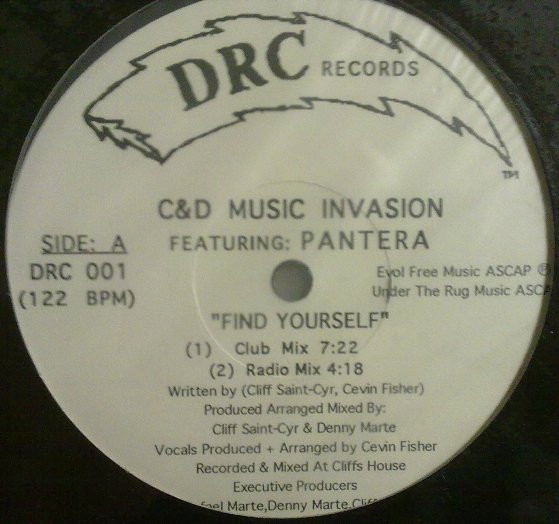 DRC RECORDS
TM
C&D MUSIC INVASION
FEATURING: PANTERA
SIDE: A
DRC 001
(122 BPM)
Evol Free Music ASCAP ℗
Under The Rug Music
"FIND YOURSELF"
(1) Club Mix 7:22
(2) Radio Mix 4:18
Written by (Cliff Saint-Cyr, Cevin Fisher)
Produced Arranged Mixed By:
Cliff Saint-Cyr & Denny Marte
Vocals Produced + Arranged by Cevin Fisher
Recorded & Mixed At Cliffs House
Executive Producers
Marte, Denny Marte,